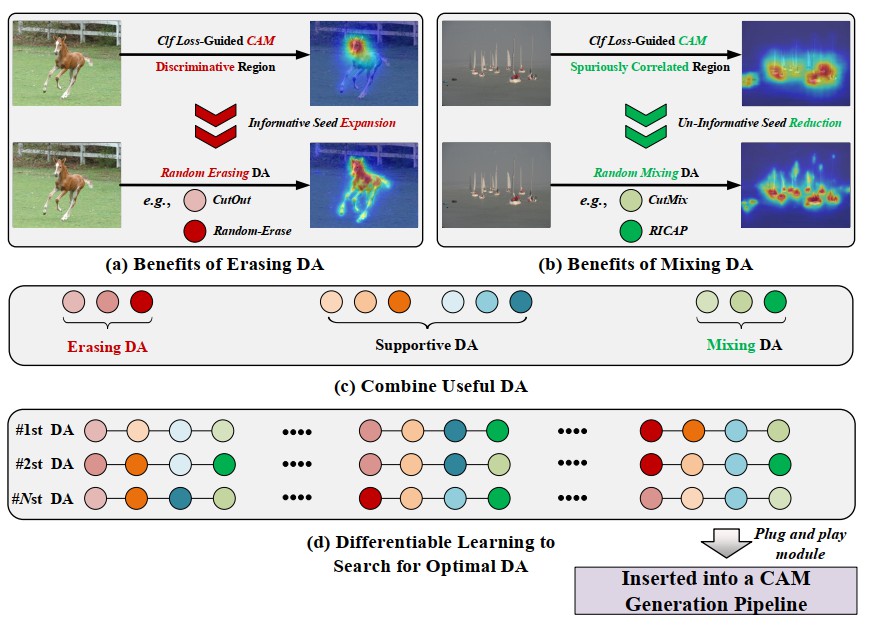 Clf Loss-Guided CAM
Discriminative Region
Informative Seed Expansion
Random Erasing DA
e.g., CutOut
Random-Erase
(a) Benefits of Erasing DA
Clf Loss-Guided CAM
Spuriously Correlated Region
Un-Informative Seed Reduction
Random Mixing DA
e.g., CutMix
RICAP
(b) Benefits of Mixing DA
Erasing DA
Supportive DA
Mixing DA
(c) Combine Useful DA
#1st DA
#2st DA
#Nst DA
(d) Differentiable Learning to
Search for Optimal DA
Plug and play
module
Inserted into a CAM
Generation Pipeline